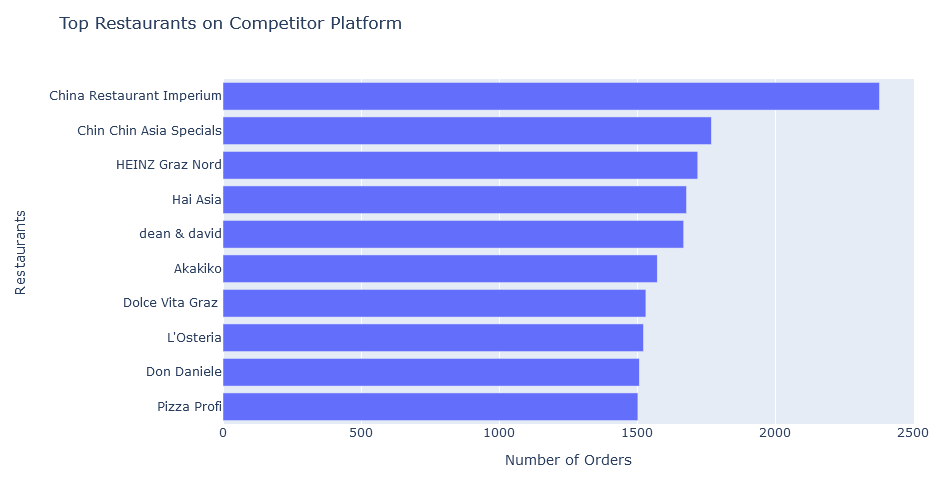 Top Restaurants on Competitor Platform
Restaurants
China Restaurant Imperium
Chin Chin Asia Specials
HEINZ Graz Nord
Hai Asia
dean & david
Akakiko
Dolce Vita Graz
L'Osteria
Don Daniele
Pizza Profi
0 500 1000 1500 2000 2500
Number of Orders